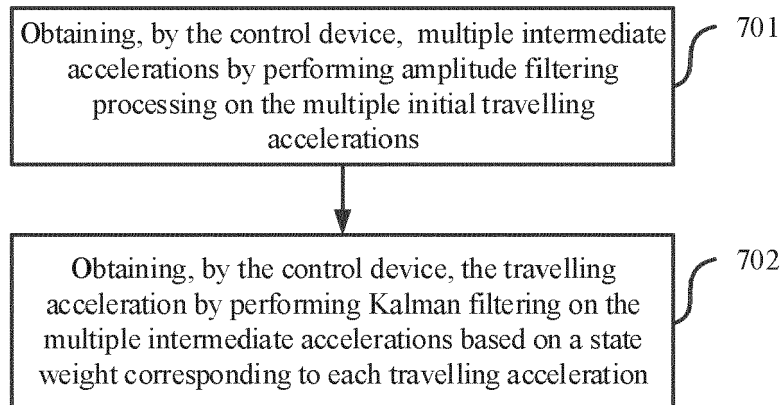 Obtaining, by the control device, multiple intermediate
accelerations by performing amplitude filtering
processing on the multiple initial travelling
accelerations
701
Obtaining, by the control device, the travelling
acceleration by performing Kalman filtering on the
multiple intermediate accelerations based on a state
weight corresponding to each travelling acceleration
702